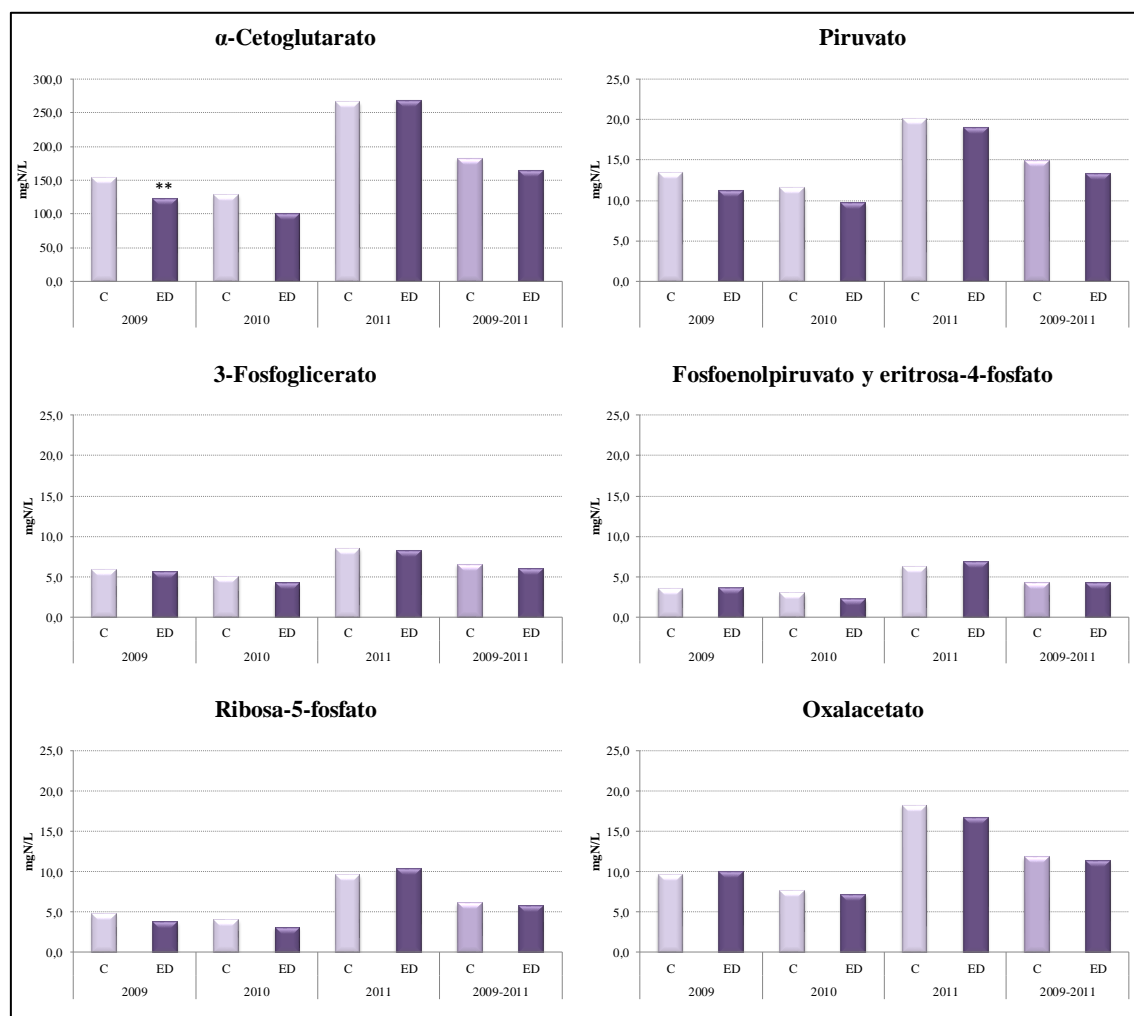 α-Cetoglutarato
300,0
250,0
200,0
150,0
100,0
50,0
0,0
mgN/L
**
C ED C ED C ED C ED
2009 2010 2011 2009-2011
Piruvato
25,0
20,0
15,0
10,0
5,0
0,0
mgN/L
C ED C ED C ED C ED
2009 2010 2011 2009-2011
3-Fosfoglicerato
25,0
20,0
15,0
10,0
5,0
0,0
mgN/L
C ED C ED C ED C ED
2009 2010 2011 2009-2011
Fosfoenolpiruvato y eritrosa-4-fosfato
25,0
20,0
15,0
10,0
5,0
0,0
mgN/L
C ED C ED C ED C ED
2009 2010 2011 2009-2011
Ribosa-5-fosfato
25,0
20,0
15,0
10,0
5,0
0,0
mgN/L
C ED C ED C ED C ED
2009 2010 2011 2009-2011
Oxalacetato
25,0
20,0
15,0
10,0
5,0
0,0
mgN/L
C ED C ED C ED C ED
2009 2010 2011 2009-2011